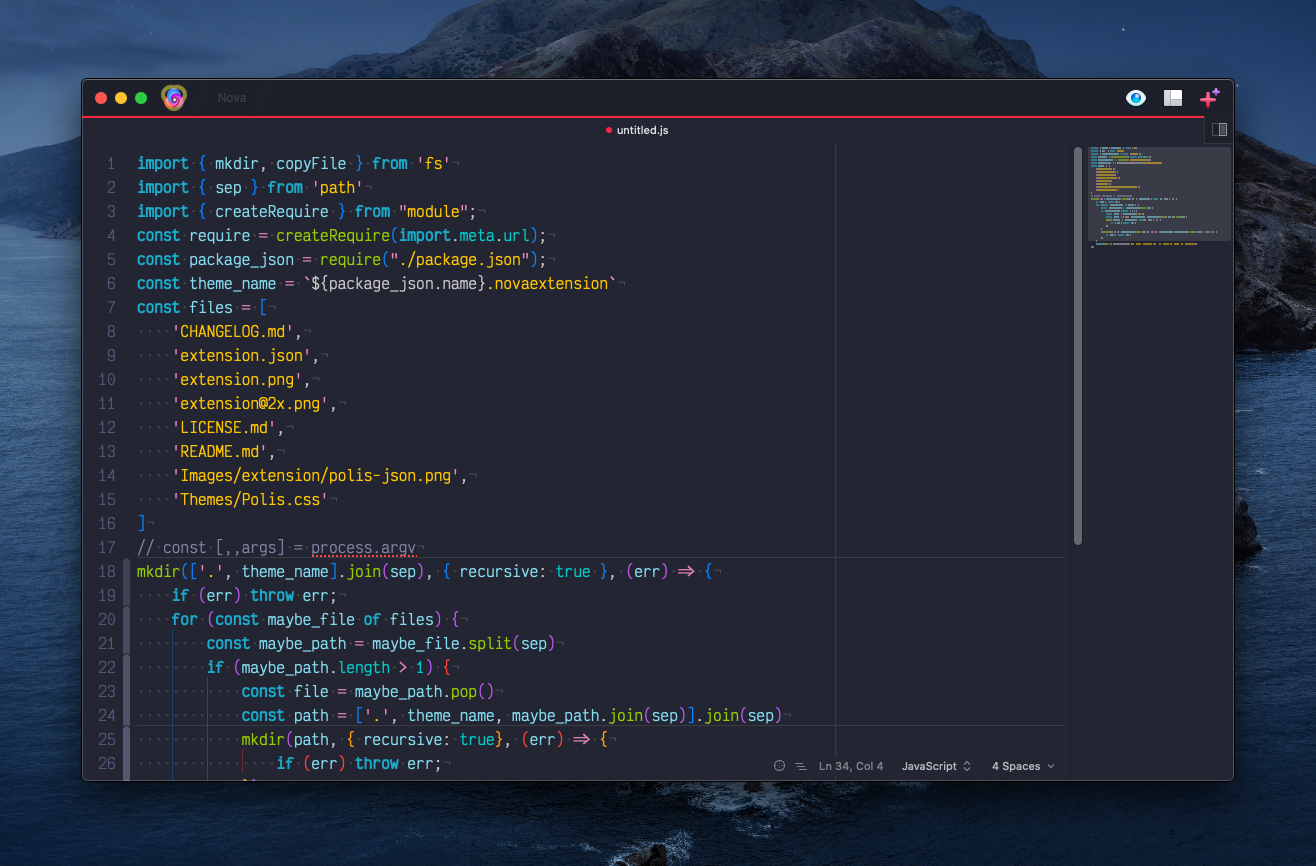 Nova
untitled.js
1 import { mkdir, copyFile } from 'fs'
2 import { sep } from 'path'
3 import { createRequire } from "module";
4 const require = createRequire(import.meta.url);
5 const package_json = require("./package.json");
6 const theme_name = `${package_json.name}.novaextension`
7 const files = [
8     'CHANGELOG.md',
9     'extension.json',
10     'extension.png',
11     'extension@2x.png',
12     'LICENSE.md',
13     'README.md',
14     'Images/extension/polis-json.png',
15     'Themes/Polis.css'
16 ]
17 // const [,,args] = process.argv
18 mkdir(['.', theme_name].join(sep), { recursive: true }, (err) => {
19     if (err) throw err;
20     for (const maybe_file of files) {
21         const maybe_path = maybe_file.split(sep)
22         if (maybe_path.length > 1) {
23             const file = maybe_path.pop()
24             const path = ['.', theme_name, maybe_path.join(sep)].join(sep)
25             mkdir(path, { recursive: true}, (err) => {
26                 if (err) throw err;
Ln 34, Col 4 JavaScript 4 Spaces